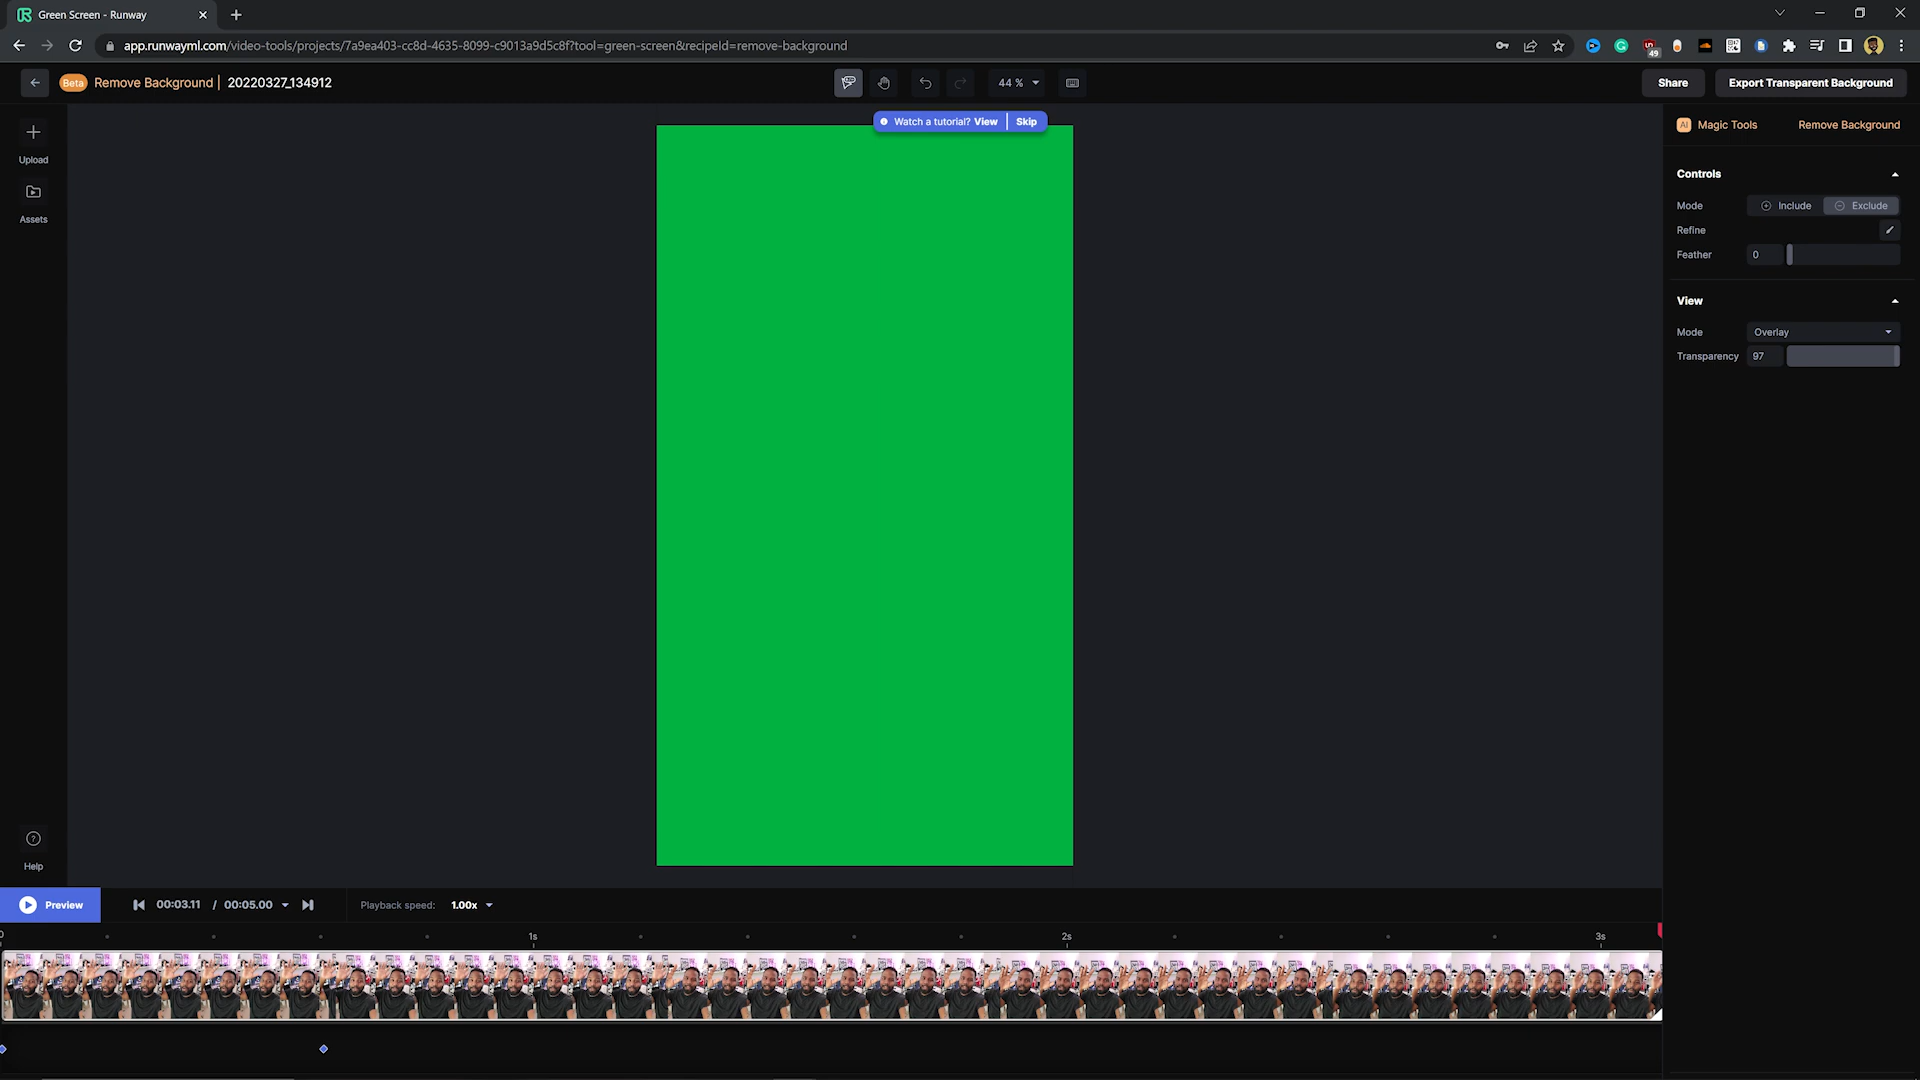 Green Screen - Runway
app.runwayml.com/video-tools/projects/7a9ea403-cc8d-4635-8099-c9013a9d5c8f?tool=green-screen&recipeId=remove-background
49
Beta Remove Background | 20220327_134912
44 %
Share
Export Transparent Background
Watch a tutorial? View | Skip
Upload
Assets
Help
AI Magic Tools
Remove Background
Controls
Mode Include Exclude
Refine
Feather 0
View
Mode Overlay
Transparency 97
Preview
00:03.11 / 00:05.00
Playback speed: 1.00x
0 1s 2s 3s